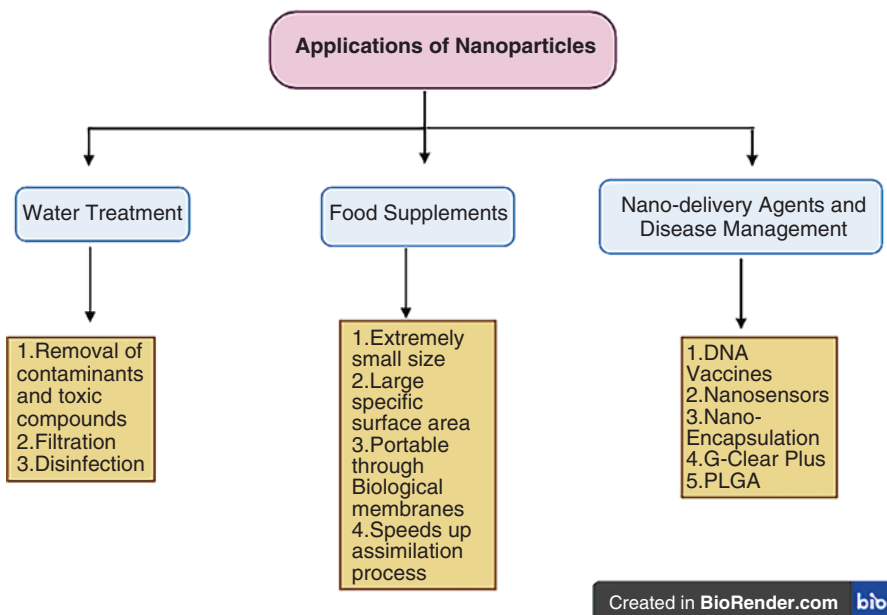 Applications of Nanoparticles
Water Treatment
Food Supplements
Nano-delivery Agents and
Disease Management
1.Removal of
contaminants
and toxic
compounds
2.Filtration
3.Disinfection
1.Extremely
small size
2.Large
specific
surface area
3.Portable
through
Biological
membranes
4.Speeds up
assimilation
process
1.DNA
Vaccines
2.Nanosensors
3.Nano-
Encapsulation
4.G-Clear Plus
5.PLGA
Created in BioRender.com bio